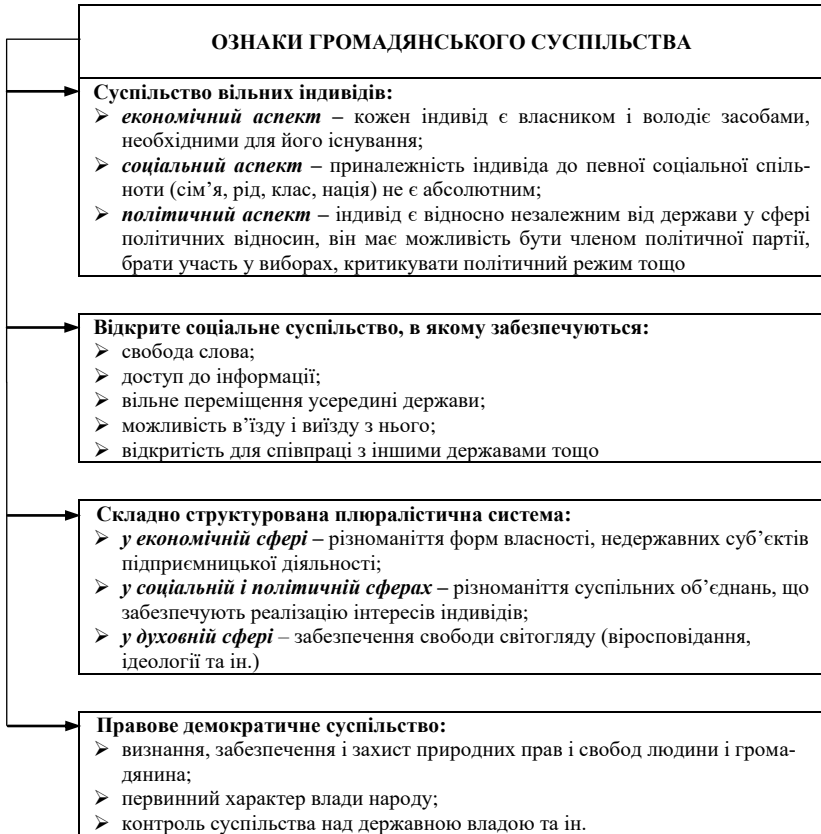 ОЗНАКИ ГРОМАДЯНСЬКОГО СУСПІЛЬСТВА
Суспільство вільних індивідів:
➢ економічний аспект – кожен індивід є власником і володіє засобами,
необхідними для його існування;
➢ соціальний аспект – приналежність індивіда до певної соціальної спіль-
ноти (сім’я, рід, клас, нація) не є абсолютним;
➢ політичний аспект – індивід є відносно незалежним від держави у сфері
політичних відносин, він має можливість бути членом політичної партії,
брати участь у виборах, критикувати політичний режим тощо
Відкрите соціальне суспільство, в якому забезпечуються:
➢ свобода слова;
➢ доступ до інформації;
➢ вільне переміщення усередині держави;
➢ можливість в’їзду і виїзду з нього;
➢ відкритість для співпраці з іншими державами тощо
Складно структурована плюралістична система:
➢ у економічній сфері – різноманіття форм власності, недержавних суб’єктів
підприємницької діяльності;
➢ у соціальній і політичній сферах – різноманіття суспільних об’єднань, що
забезпечують реалізацію інтересів індивідів;
➢ у духовній сфері – забезпечення свободи світогляду (віросповідання,
ідеології та ін.)
Правове демократичне суспільство:
➢ визнання, забезпечення і захист природних прав і свобод людини і грома-
дянина;
➢ первинний характер влади народу;
➢ контроль суспільства над державною владою та ін.